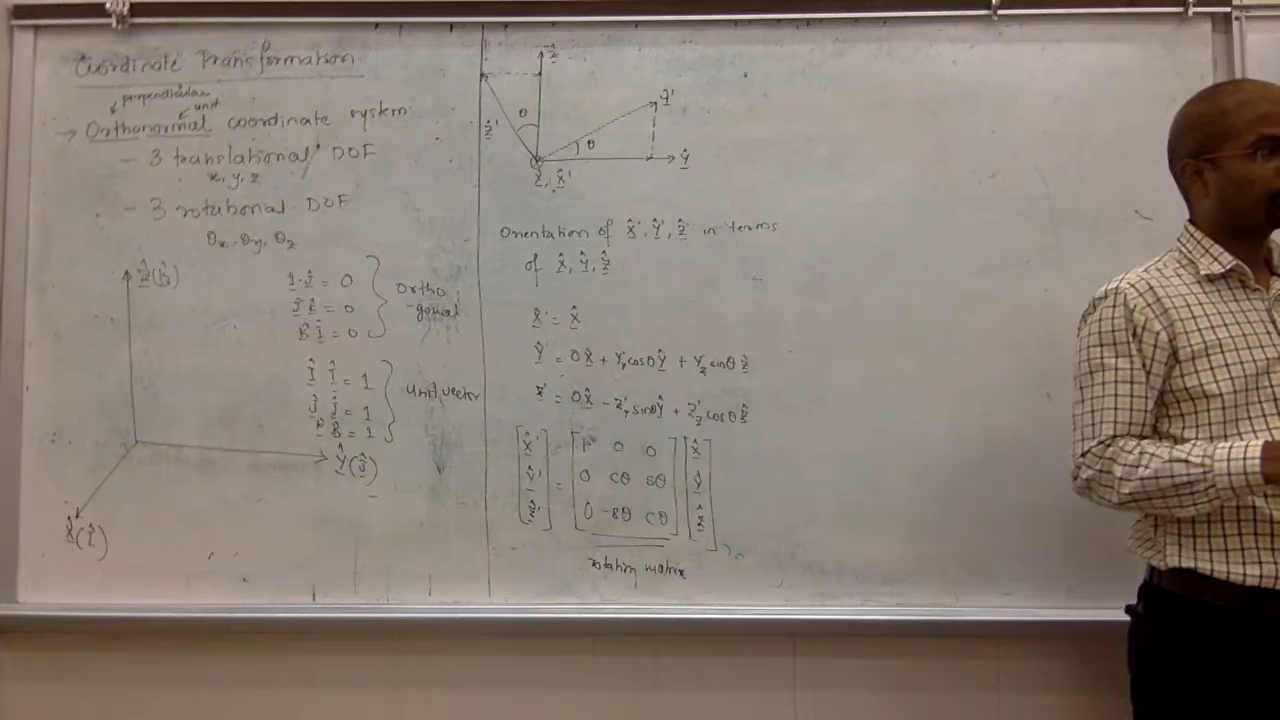 Coordinate Transformation
perpendicular
unit
→ Orthonormal coordinate system
- 3 translational DOF
x, y, z
- 3 rotational DOF
θx, θy, θz
Ẑ(k̂)
î·ĵ = 0
ĵ k̂ = 0
k̂ î = 0
Ortho
-gonal
î î = 1
ĵ ĵ = 1
k̂ k̂ = 1
unit vector
Ŷ(ĵ)
X̂(î)
Ẑ
Ẑ'
θ
Ŷ'
θ
Ŷ
X̂, X̂'
Orientation of X̂', Ŷ', Ẑ' in terms
of X̂, Ŷ, Ẑ
X̂' = X̂
Ŷ' = 0X̂ + Y'y cosθ Ŷ + Y'z sinθ Ẑ
Ẑ' = 0X̂ - Z'y sinθ Ŷ + Z'z cosθ Ẑ
[X̂'] [1 0 0] [X̂]
[Ŷ'] = [0 cθ sθ] [Ŷ]
[Ẑ'] [0 -sθ cθ] [Ẑ]
rotation matrix